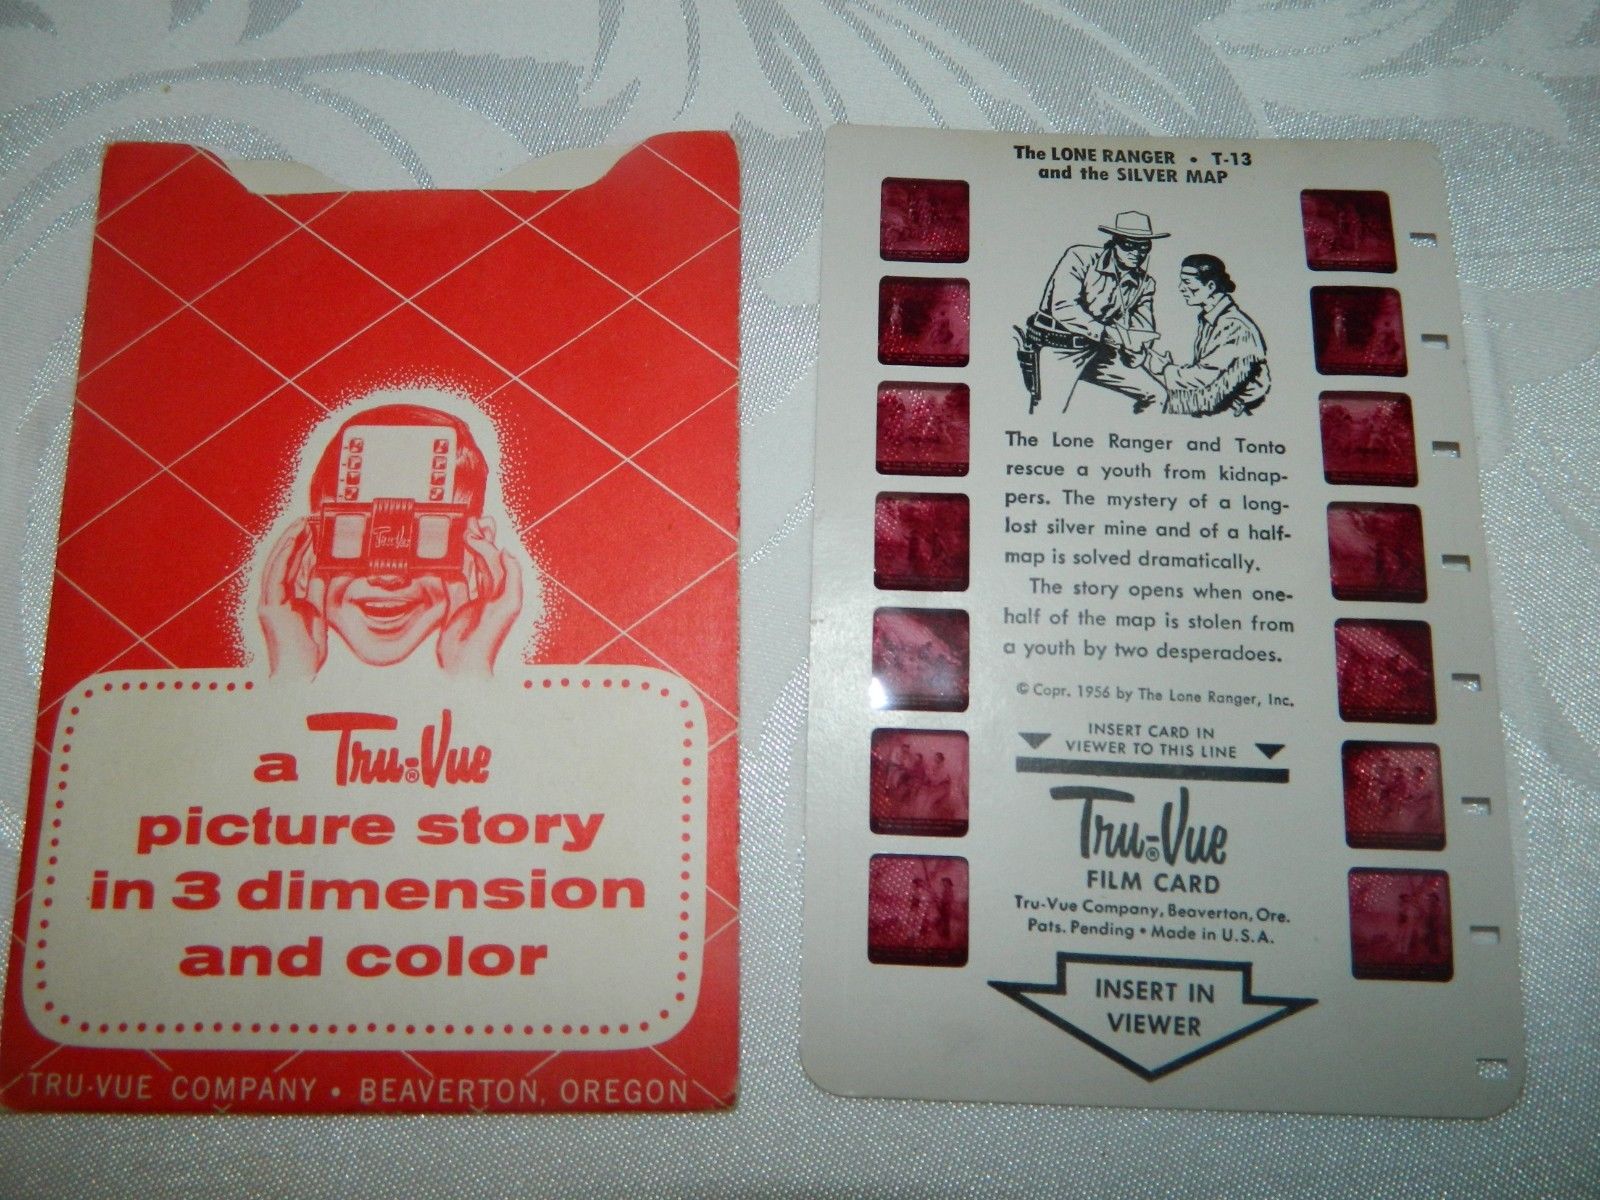 a Tru-Vue®
picture story
in 3 dimension
and color
TRU-VUE COMPANY • BEAVERTON, OREGON
Tru-Vue
The LONE RANGER • T-13
and the SILVER MAP
The Lone Ranger and Tonto
rescue a youth from kidnap-
pers. The mystery of a long-
lost silver mine and of a half-
map is solved dramatically.
The story opens when one-
half of the map is stolen from
a youth by two desperadoes.
© Copr. 1956 by The Lone Ranger, Inc.
INSERT CARD IN
VIEWER TO THIS LINE
Tru-Vue®
FILM CARD
Tru-Vue Company, Beaverton, Ore.
Pats. Pending • Made in U.S.A.
INSERT IN
VIEWER